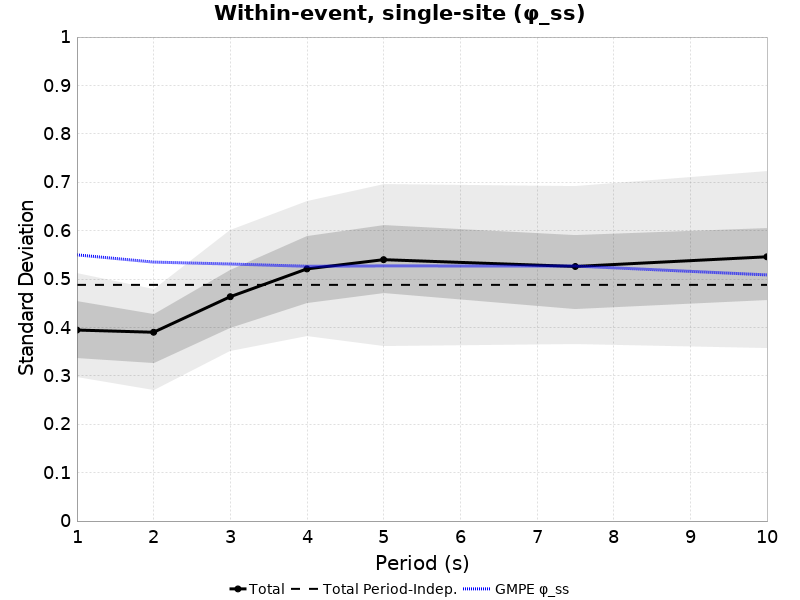 Within-event, single-site (φ_ss)
1
0.9
0.8
0.7
0.6
0.5
0.4
0.3
0.2
0.1
0
Standard Deviation
1 2 3 4 5 6 7 8 9 10
Period (s)
Total Total Period-Indep. GMPE φ_ss